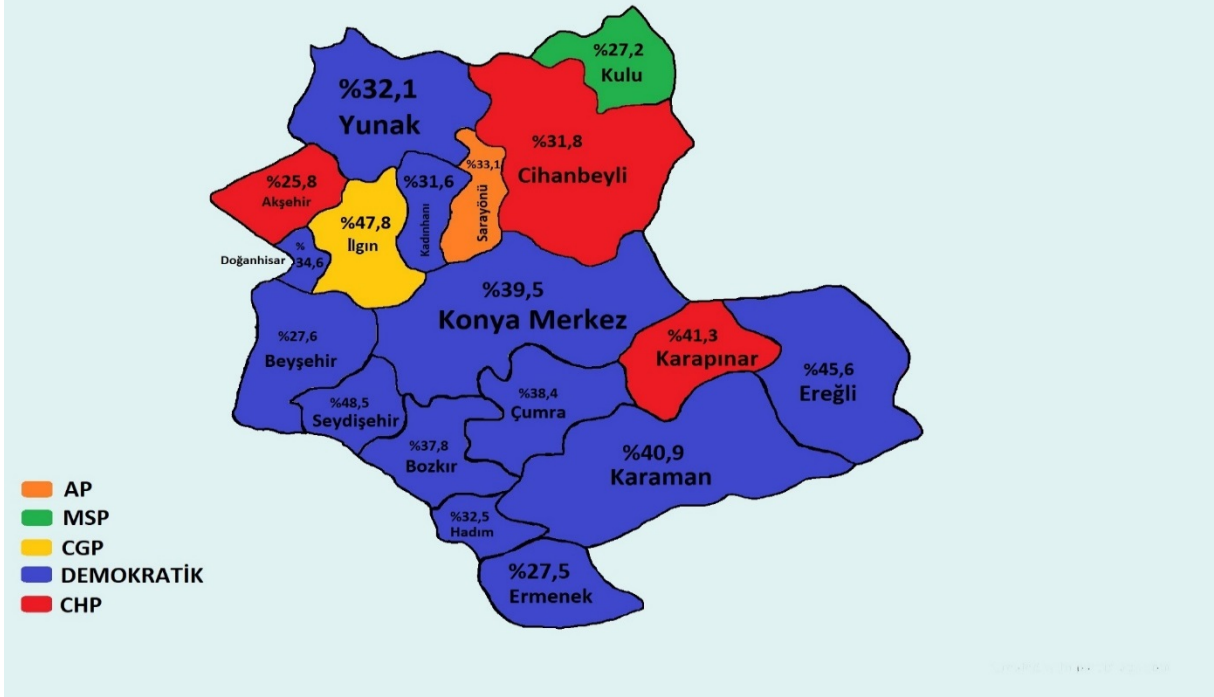 %27,2
Kulu
%32,1
Yunak
%31,8
Cihanbeyli
%33,1
Sarayönü
%25,8
Akşehir
%31,6
Kadınhanı
%47,8
İlgın
Doğanhisar
%
34,6
%39,5
Konya Merkez
%27,6
Beyşehir
%41,3
Karapınar
%45,6
Ereğli
%48,5
Seydişehir
%38,4
Çumra
%37,8
Bozkır
%40,9
Karaman
%32,5
Hadım
%27,5
Ermenek
AP
MSP
CGP
DEMOKRATİK
CHP